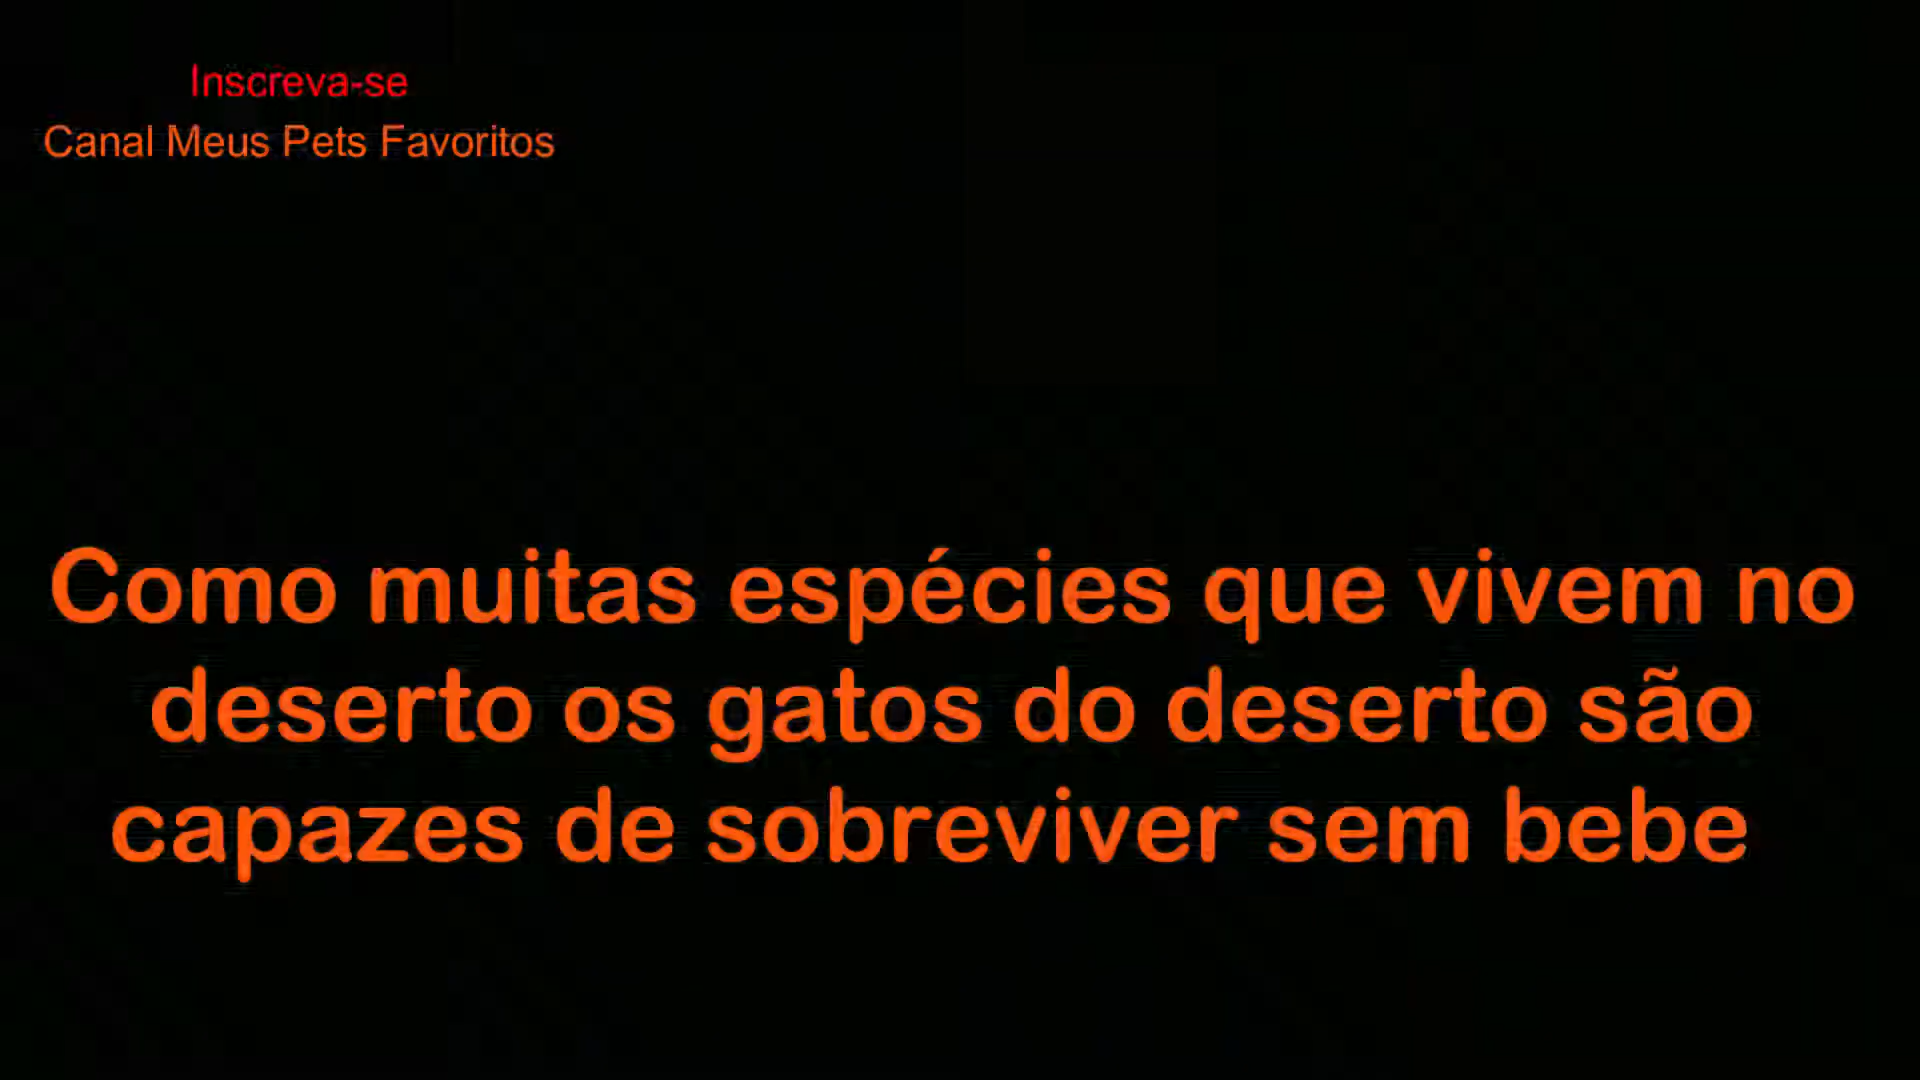 Inscreva-se
Canal Meus Pets Favoritos
Como muitas espécies que vivem no
deserto os gatos do deserto são
capazes de sobreviver sem bebe